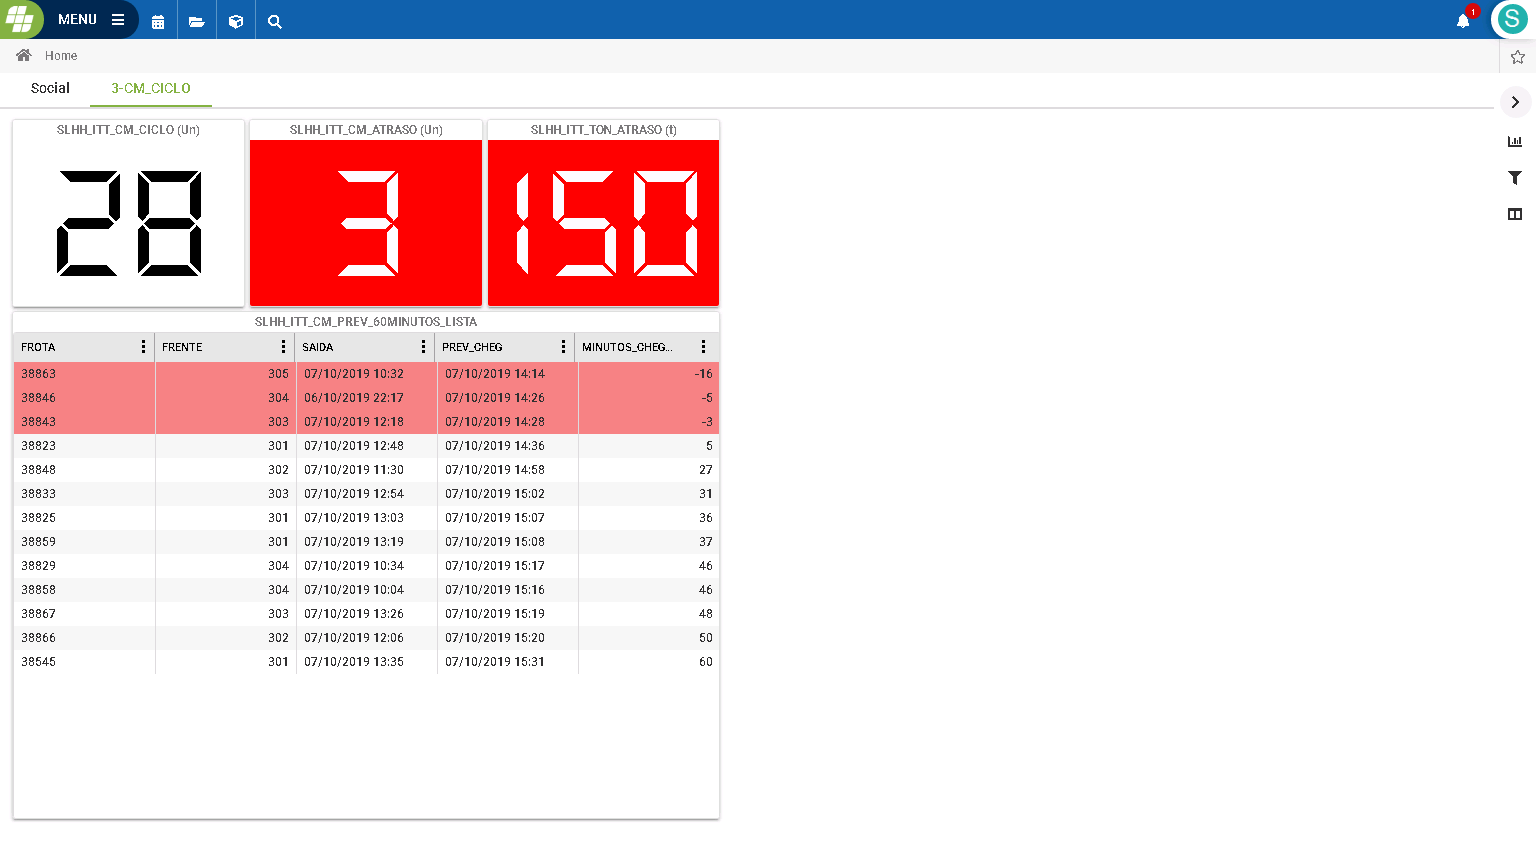 MENU
1
S
Home
Social 3-CM_CICLO
SLHH_ITT_CM_CICLO (Un) SLHH_ITT_CM_ATRASO (Un) SLHH_ITT_TON_ATRASO (t)
28 3 150
SLHH_ITT_CM_PREV_60MINUTOS_LISTA
FROTA FRENTE SAIDA PREV_CHEG MINUTOS_CHEG...
38863 305 07/10/2019 10:32 07/10/2019 14:14 -16
38846 304 06/10/2019 22:17 07/10/2019 14:26 -5
38843 303 07/10/2019 12:18 07/10/2019 14:28 -3
38823 301 07/10/2019 12:48 07/10/2019 14:36 5
38848 302 07/10/2019 11:30 07/10/2019 14:58 27
38833 303 07/10/2019 12:54 07/10/2019 15:02 31
38825 301 07/10/2019 13:03 07/10/2019 15:07 36
38859 301 07/10/2019 13:19 07/10/2019 15:08 37
38829 304 07/10/2019 10:34 07/10/2019 15:17 46
38858 304 07/10/2019 10:04 07/10/2019 15:16 46
38867 303 07/10/2019 13:26 07/10/2019 15:19 48
38866 302 07/10/2019 12:06 07/10/2019 15:20 50
38545 301 07/10/2019 13:35 07/10/2019 15:31 60